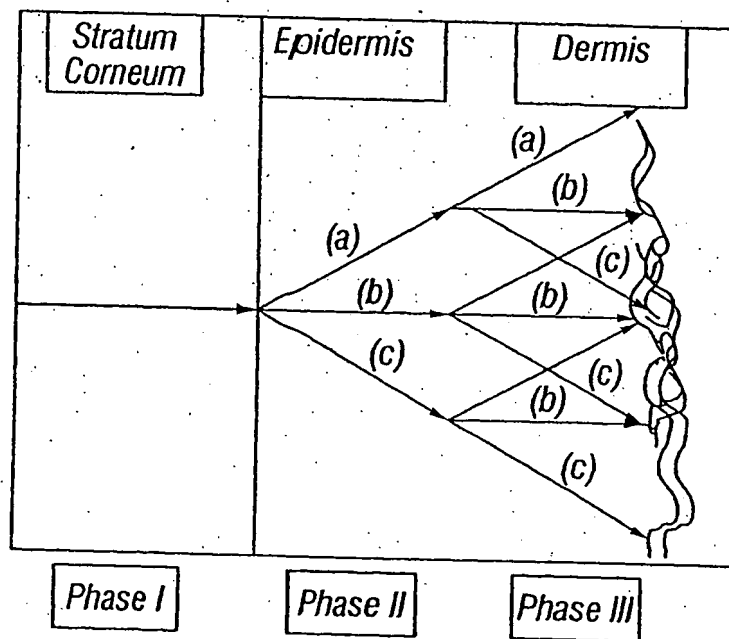 Stratum
Corneum
Epidermis
Dermis
(a)
(b)
(a)
(c)
(b)
(b)
(c)
(c)
(b)
(c)
Phase I
Phase II
Phase III